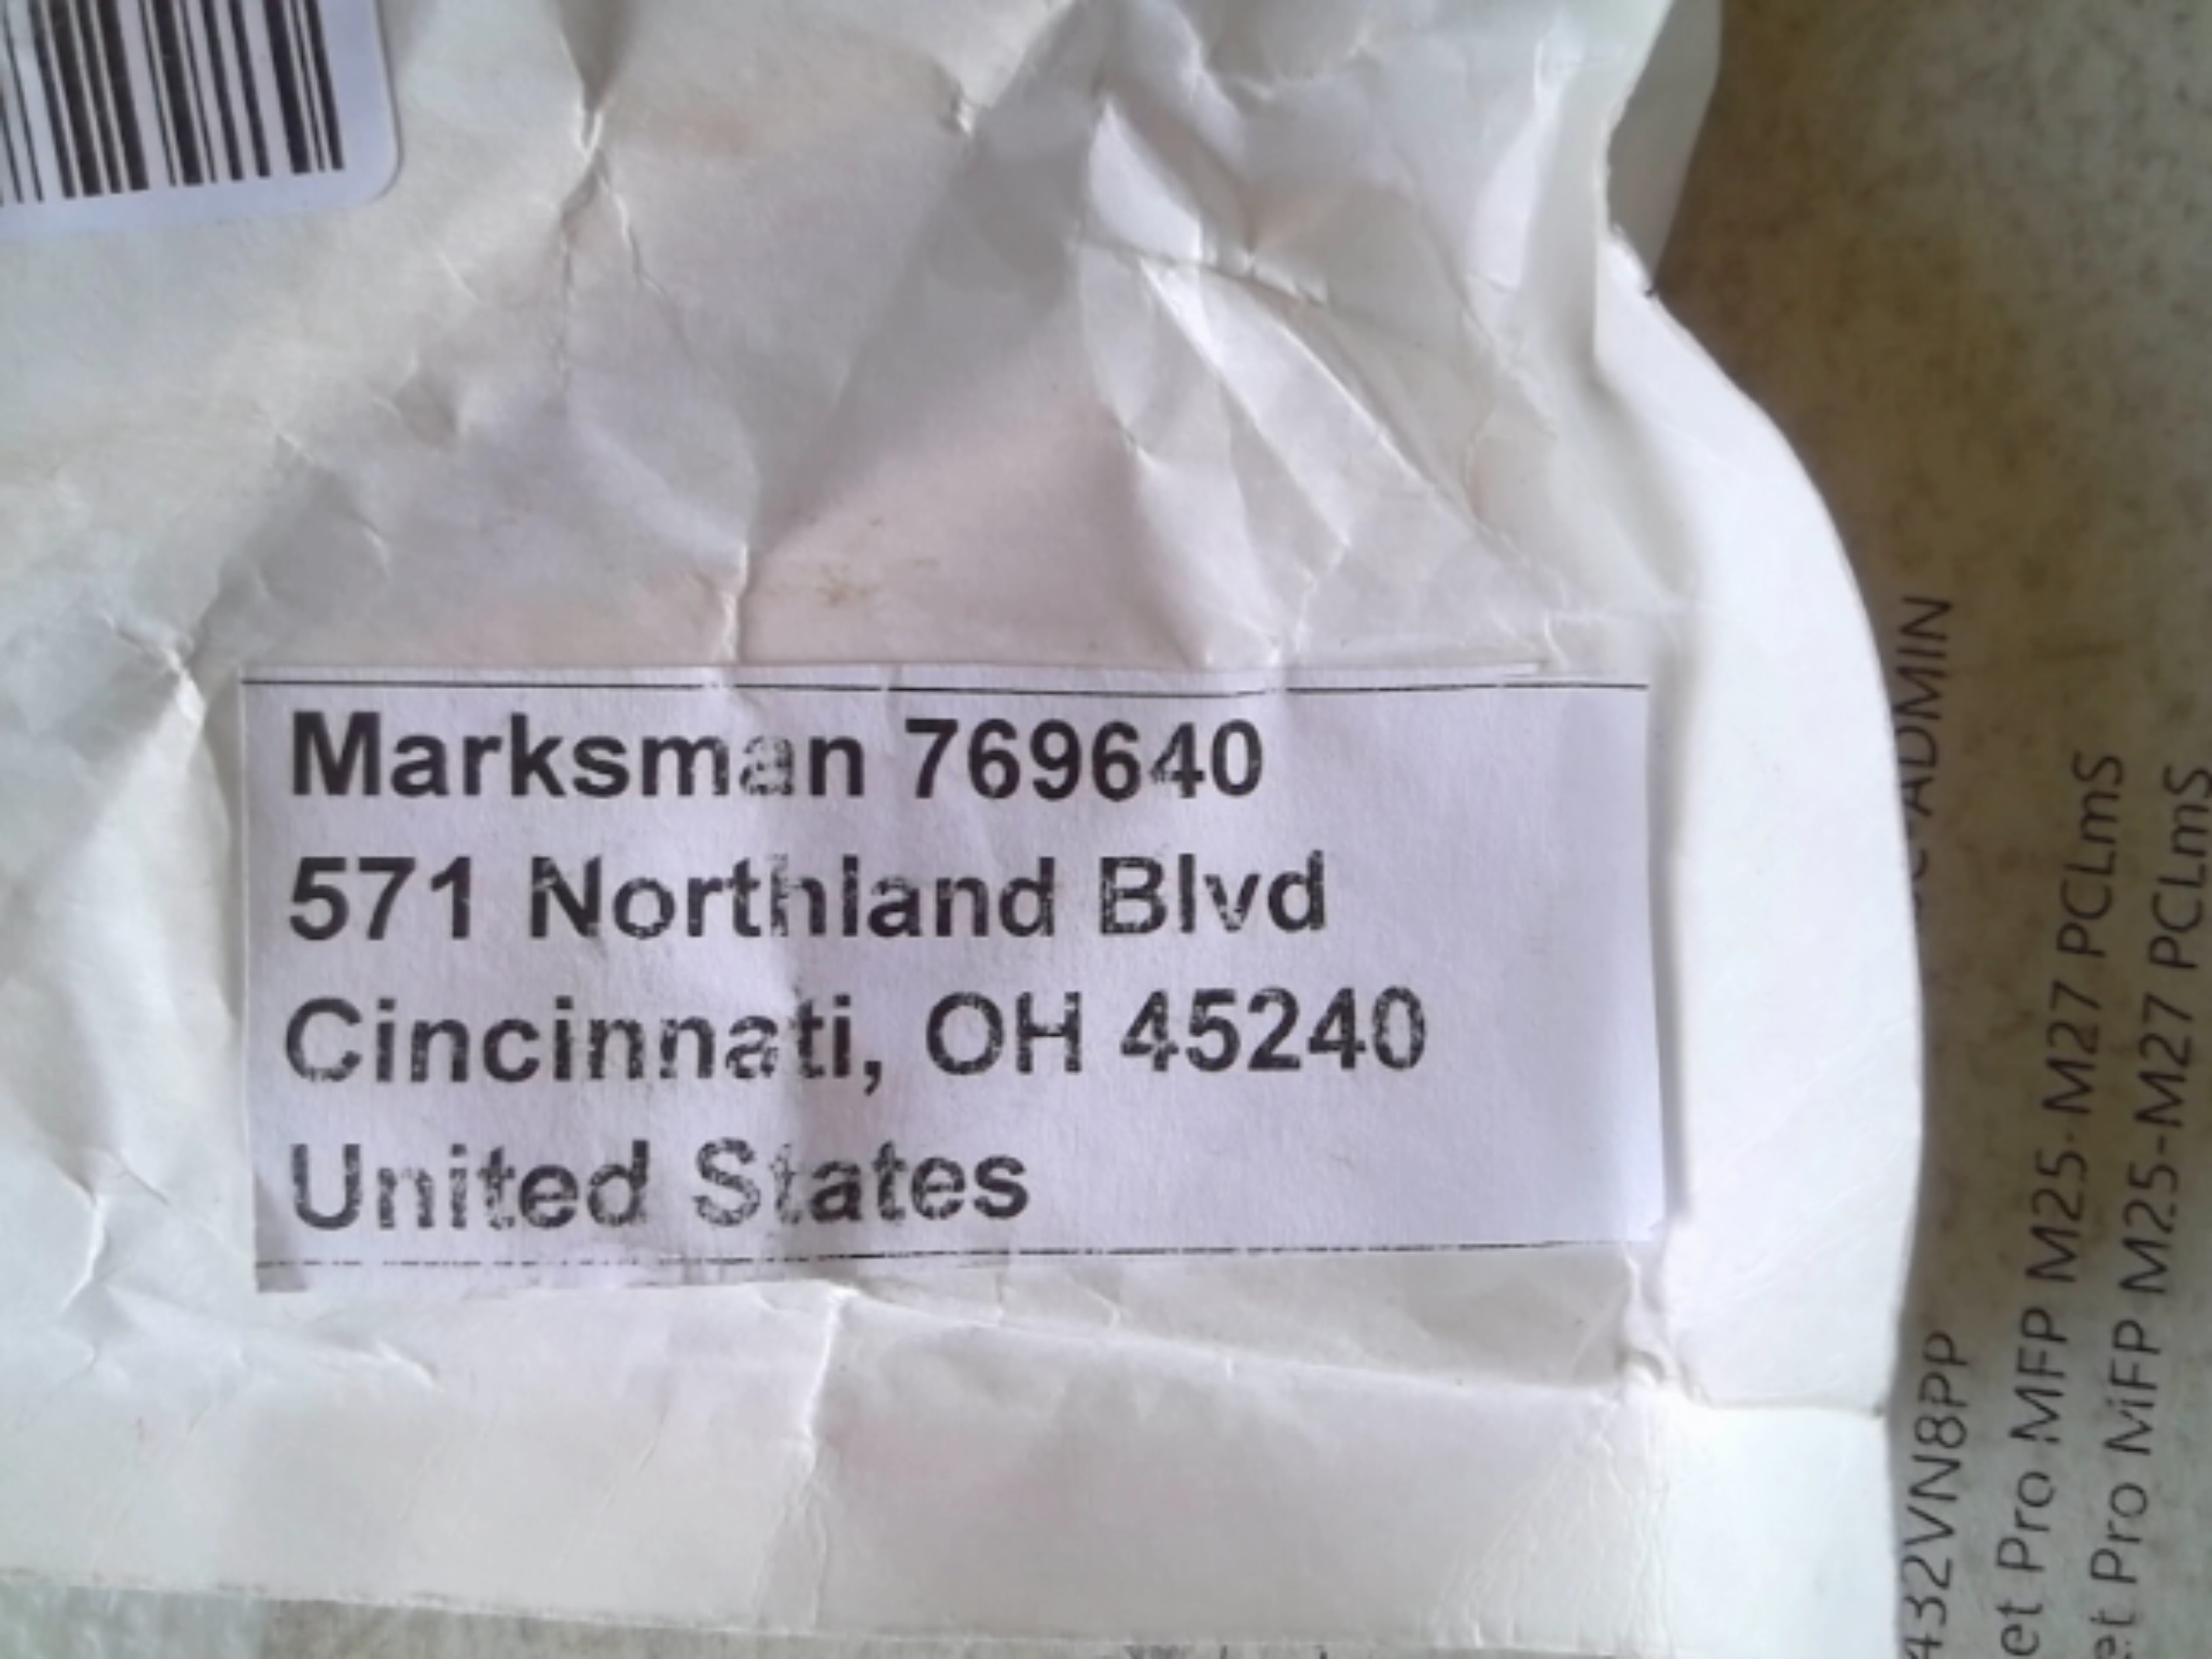 Marksman 769640
571 Northland Blvd
Cincinnati, OH 45240
United States
ADMIN
432VN8PP
et Pro MFP M25-M27 PCLmS
et Pro MFP M25-M27 PCLmS